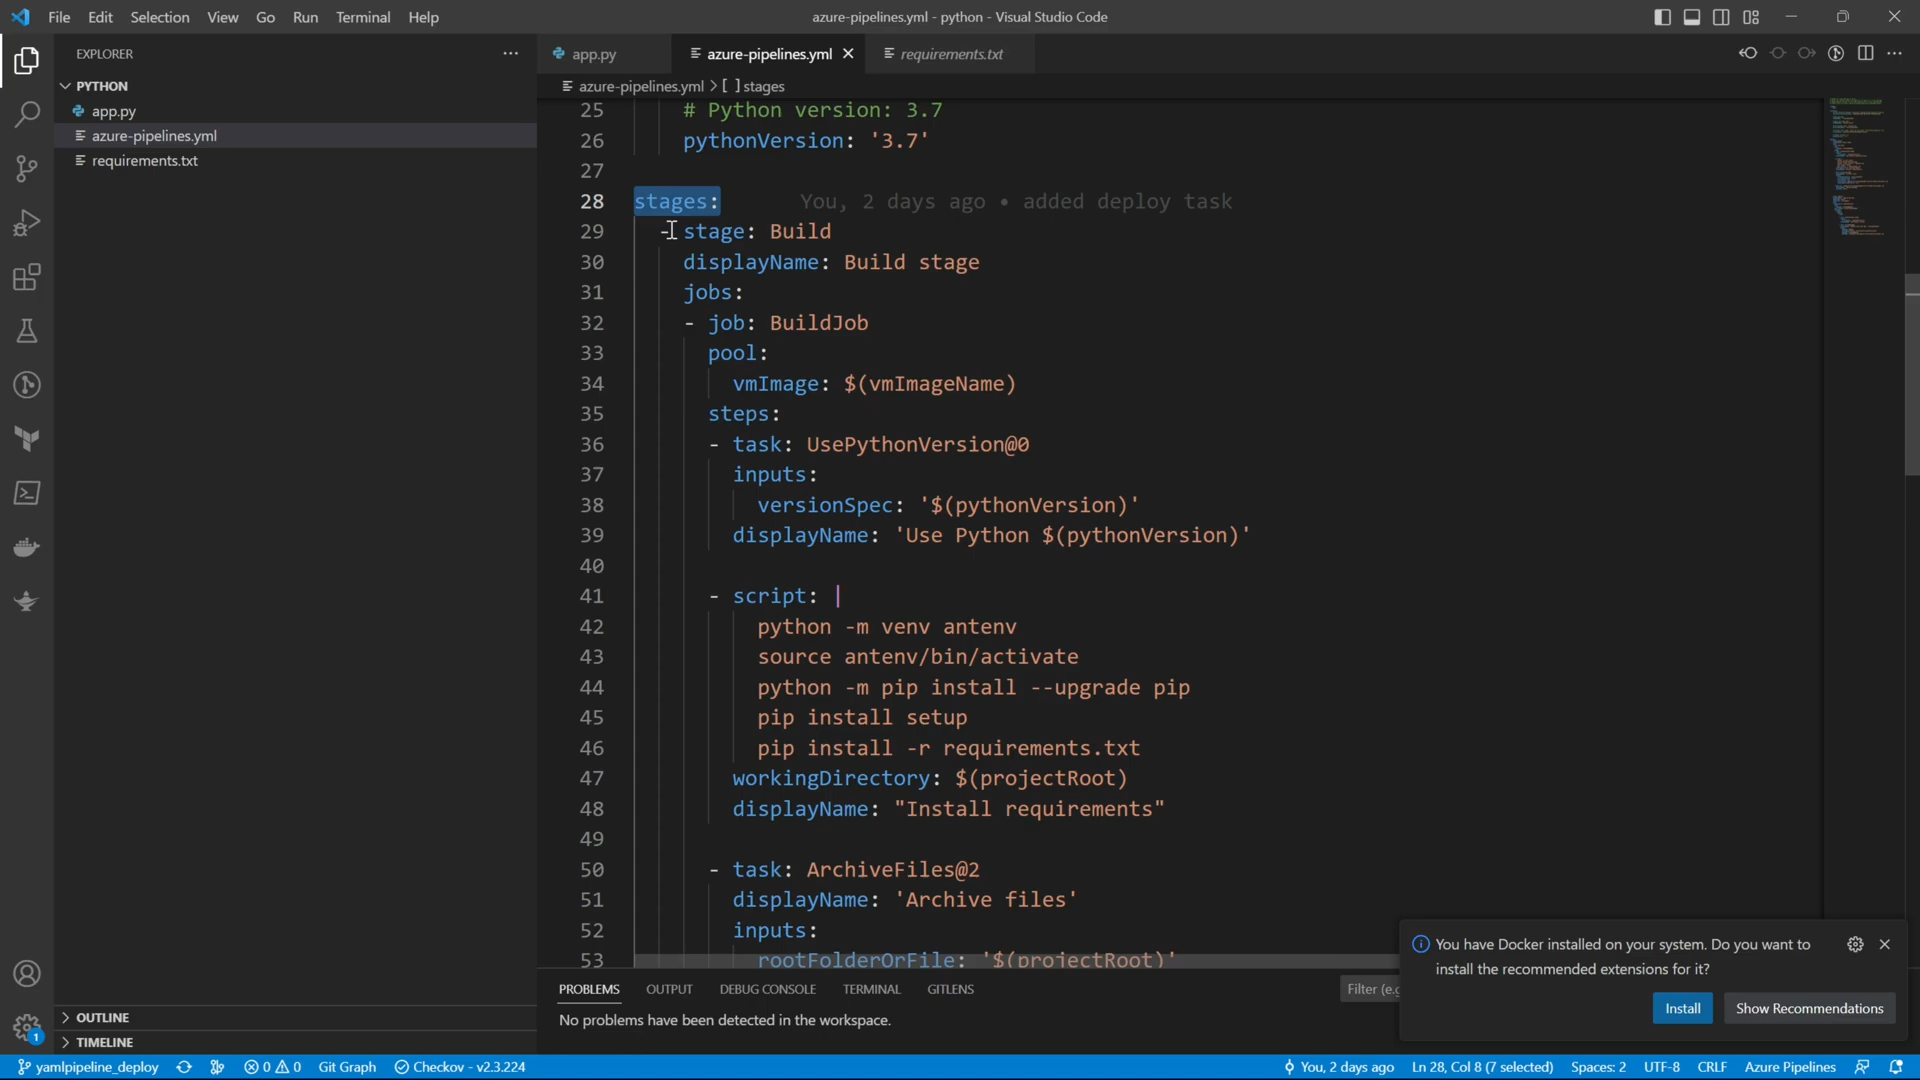 File Edit Selection View Go Run Terminal Help
azure-pipelines.yml - python - Visual Studio Code
EXPLORER
PYTHON
app.py
azure-pipelines.yml
requirements.txt
OUTLINE
TIMELINE
app.py azure-pipelines.yml requirements.txt
azure-pipelines.yml > [ ] stages
25 # Python version: 3.7
26 pythonVersion: '3.7'
27
28 stages: You, 2 days ago • added deploy task
29 - stage: Build
30 displayName: Build stage
31 jobs:
32 - job: BuildJob
33 pool:
34 vmImage: $(vmImageName)
35 steps:
36 - task: UsePythonVersion@0
37 inputs:
38 versionSpec: '$(pythonVersion)'
39 displayName: 'Use Python $(pythonVersion)'
40
41 - script: |
42 python -m venv antenv
43 source antenv/bin/activate
44 python -m pip install --upgrade pip
45 pip install setup
46 pip install -r requirements.txt
47 workingDirectory: $(projectRoot)
48 displayName: "Install requirements"
49
50 - task: ArchiveFiles@2
51 displayName: 'Archive files'
52 inputs:
53 rootFolderOrFile: '$(projectRoot)'
PROBLEMS OUTPUT DEBUG CONSOLE TERMINAL GITLENS
Filter (e.g
No problems have been detected in the workspace.
You have Docker installed on your system. Do you want to
install the recommended extensions for it?
Install Show Recommendations
1
yamlpipeline_deploy 0 0 Git Graph Checkov - v2.3.224 You, 2 days ago Ln 28, Col 8 (7 selected) Spaces: 2 UTF-8 CRLF Azure Pipelines